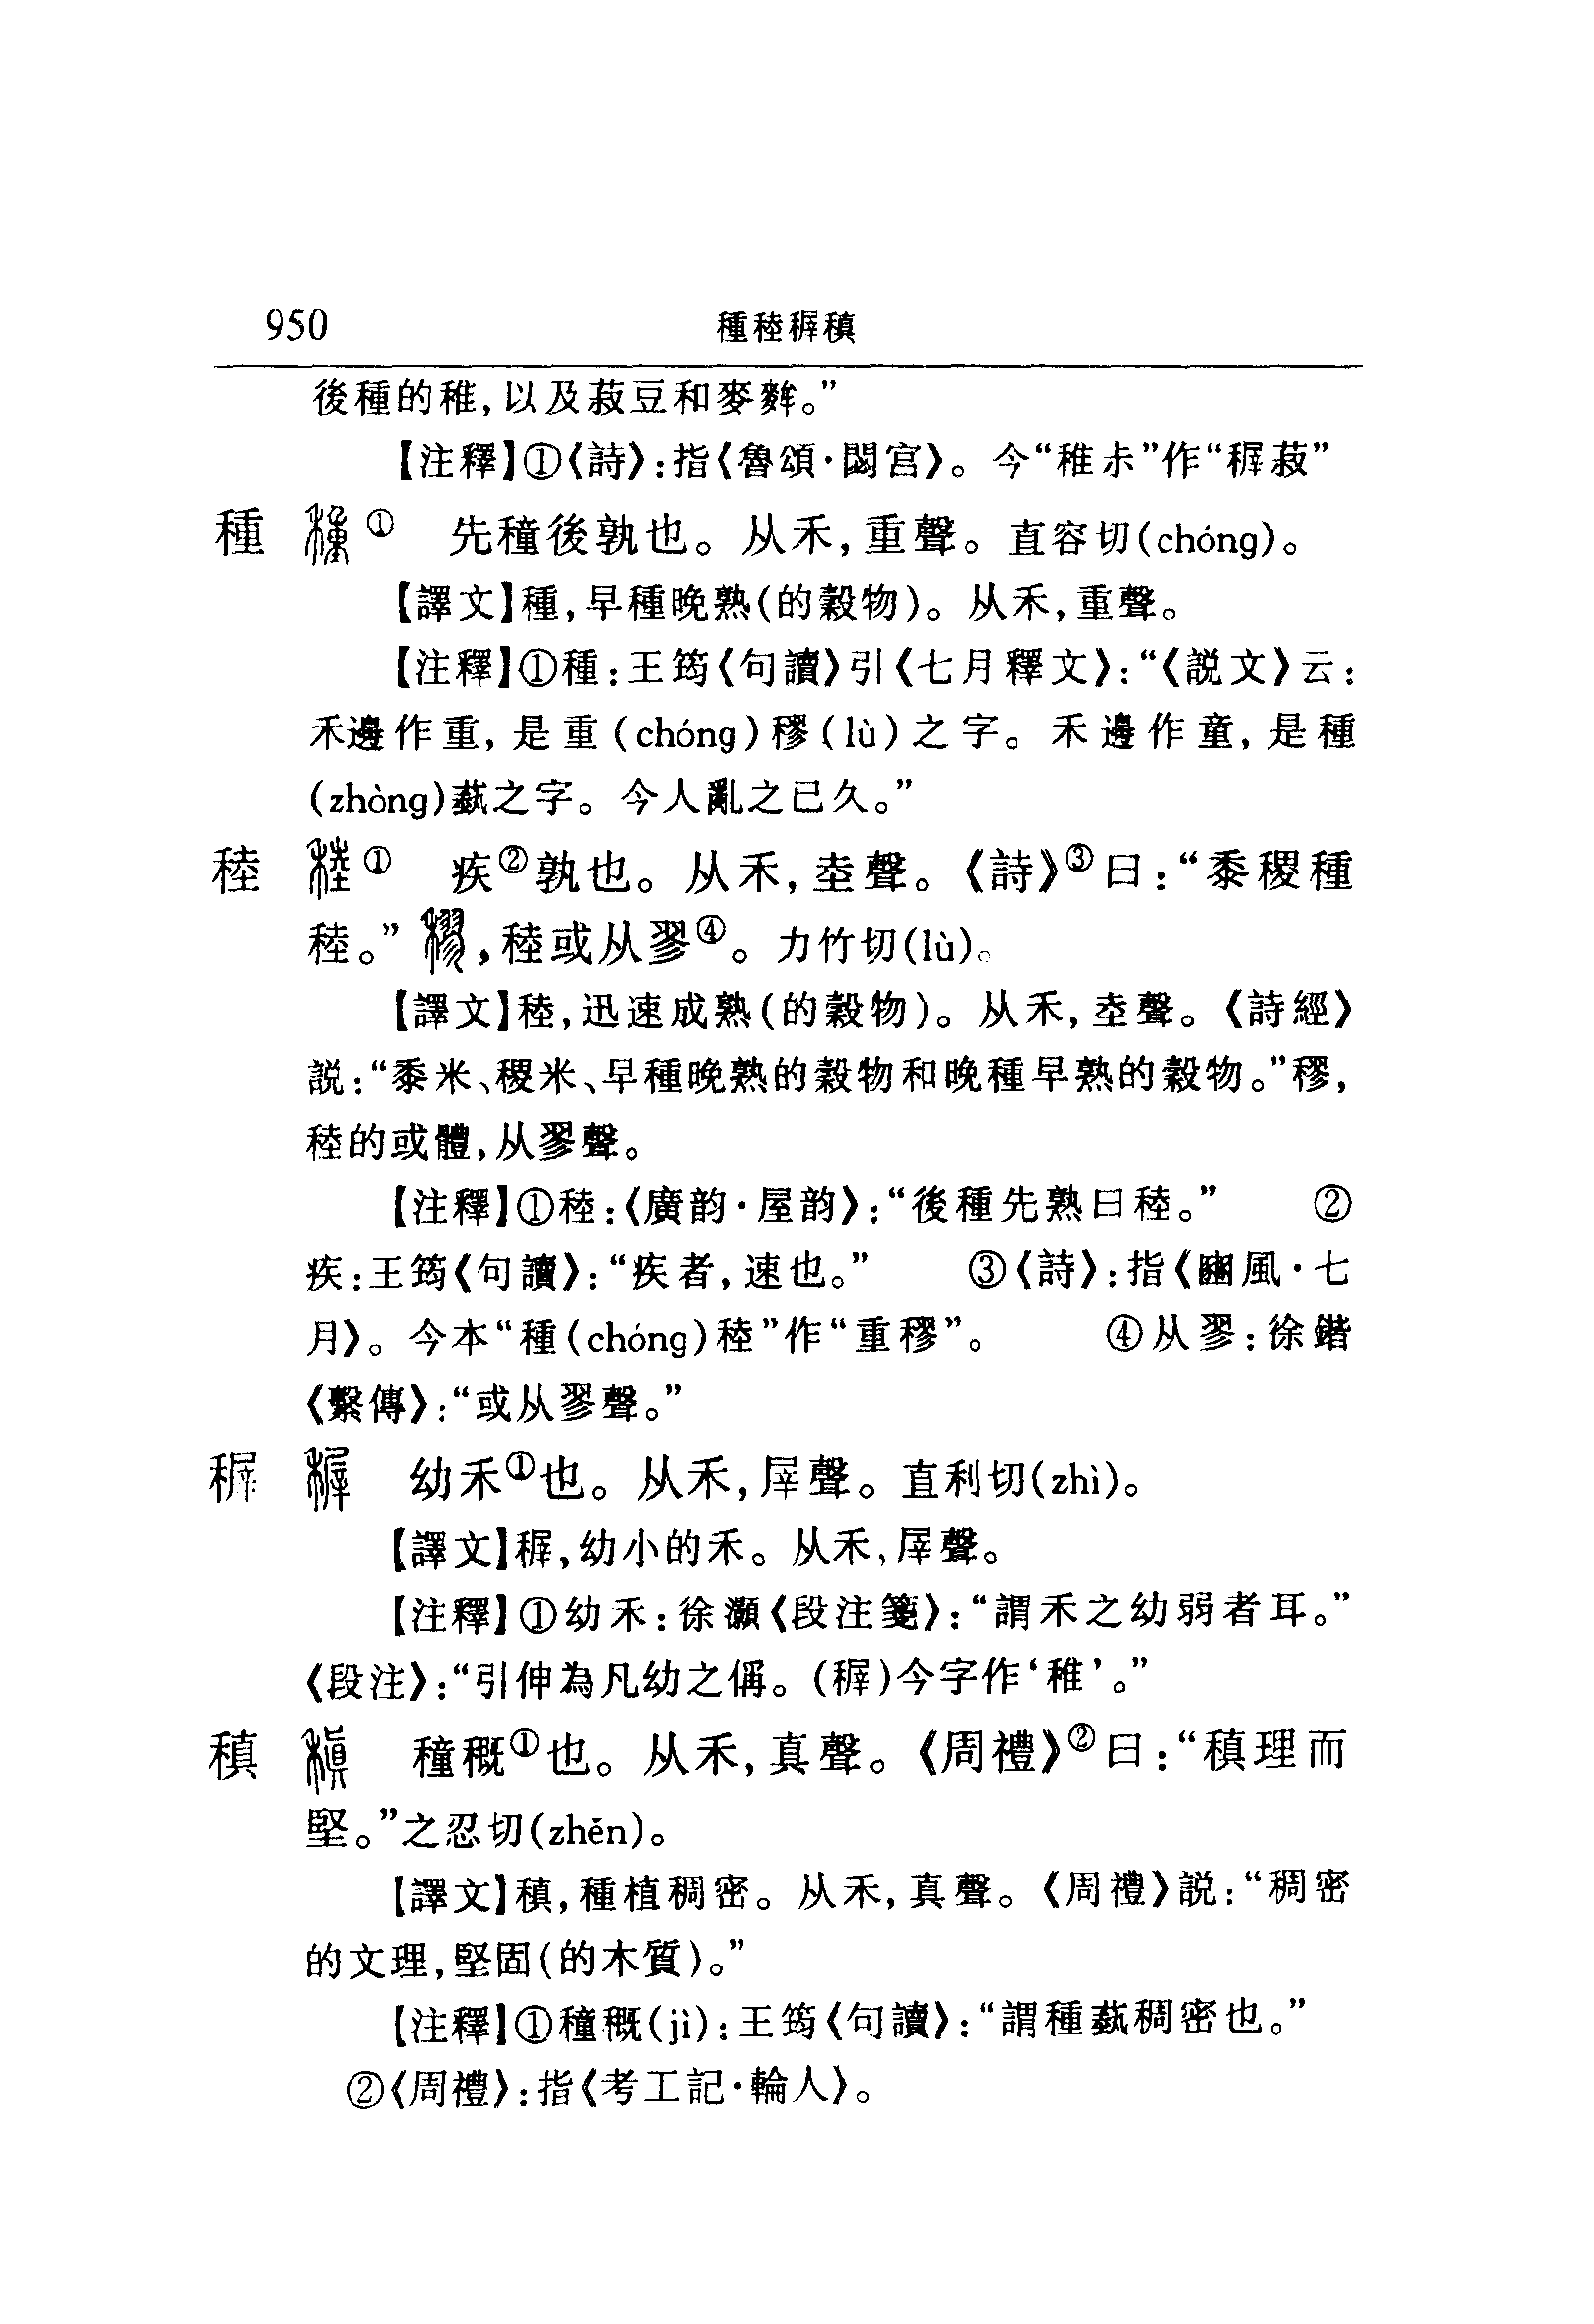 950 種稑稺稹
後種的稚，以及菽豆和麥麰。”
【注釋】①〈詩〉：指〈魯頌·閟宫〉。今“稚尗”作“稺菽”
種 ① 先穜後孰也。从禾，重聲。直容切(chóng)。
【譯文】種，早種晚熟(的穀物)。从禾，重聲。
【注釋】①種：王筠〈句讀〉引〈七月釋文〉：“〈説文〉云：
禾邊作重，是重(chóng)穋(lù)之字。禾邊作童，是種
(zhòng)蓺之字。今人亂之已久。”
稑 ① 疾②孰也。从禾，坴聲。《詩》③曰：“黍稷種
稑。” ，稑或从翏④。力竹切(lù)。
【譯文】稑，迅速成熟(的穀物)。从禾，坴聲。《詩經》
説：“黍米、稷米、早種晚熟的穀物和晚種早熟的穀物。”穋，
稑的或體，从翏聲。
【注釋】①稑：〈廣韵·屋韵〉：“後種先熟曰稑。” ②
疾：王筠〈句讀〉：“疾者，速也。” ③〈詩〉：指〈豳風·七
月〉。今本“種(chóng)稑”作“重穋”。 ④从翏：徐鍇
〈繫傳〉：“或从翏聲。”
稺 幼禾①也。从禾，屖聲。直利切(zhì)。
【譯文】稺，幼小的禾。从禾，屖聲。
【注釋】①幼禾：徐灝〈段注箋〉：“謂禾之幼弱者耳。”
〈段注〉：“引伸為凡幼之偁。(稺)今字作‘稚’。”
稹 穜穊①也。从禾，真聲。《周禮》②曰：“稹理而
堅。”之忍切(zhěn)。
【譯文】稹，種植稠密。从禾，真聲。〈周禮〉説：“稠密
的文理，堅固(的木質)。”
【注釋】①穜穊(jì)：王筠〈句讀〉：“謂種蓺稠密也。”
②〈周禮〉：指〈考工記·輪人〉。